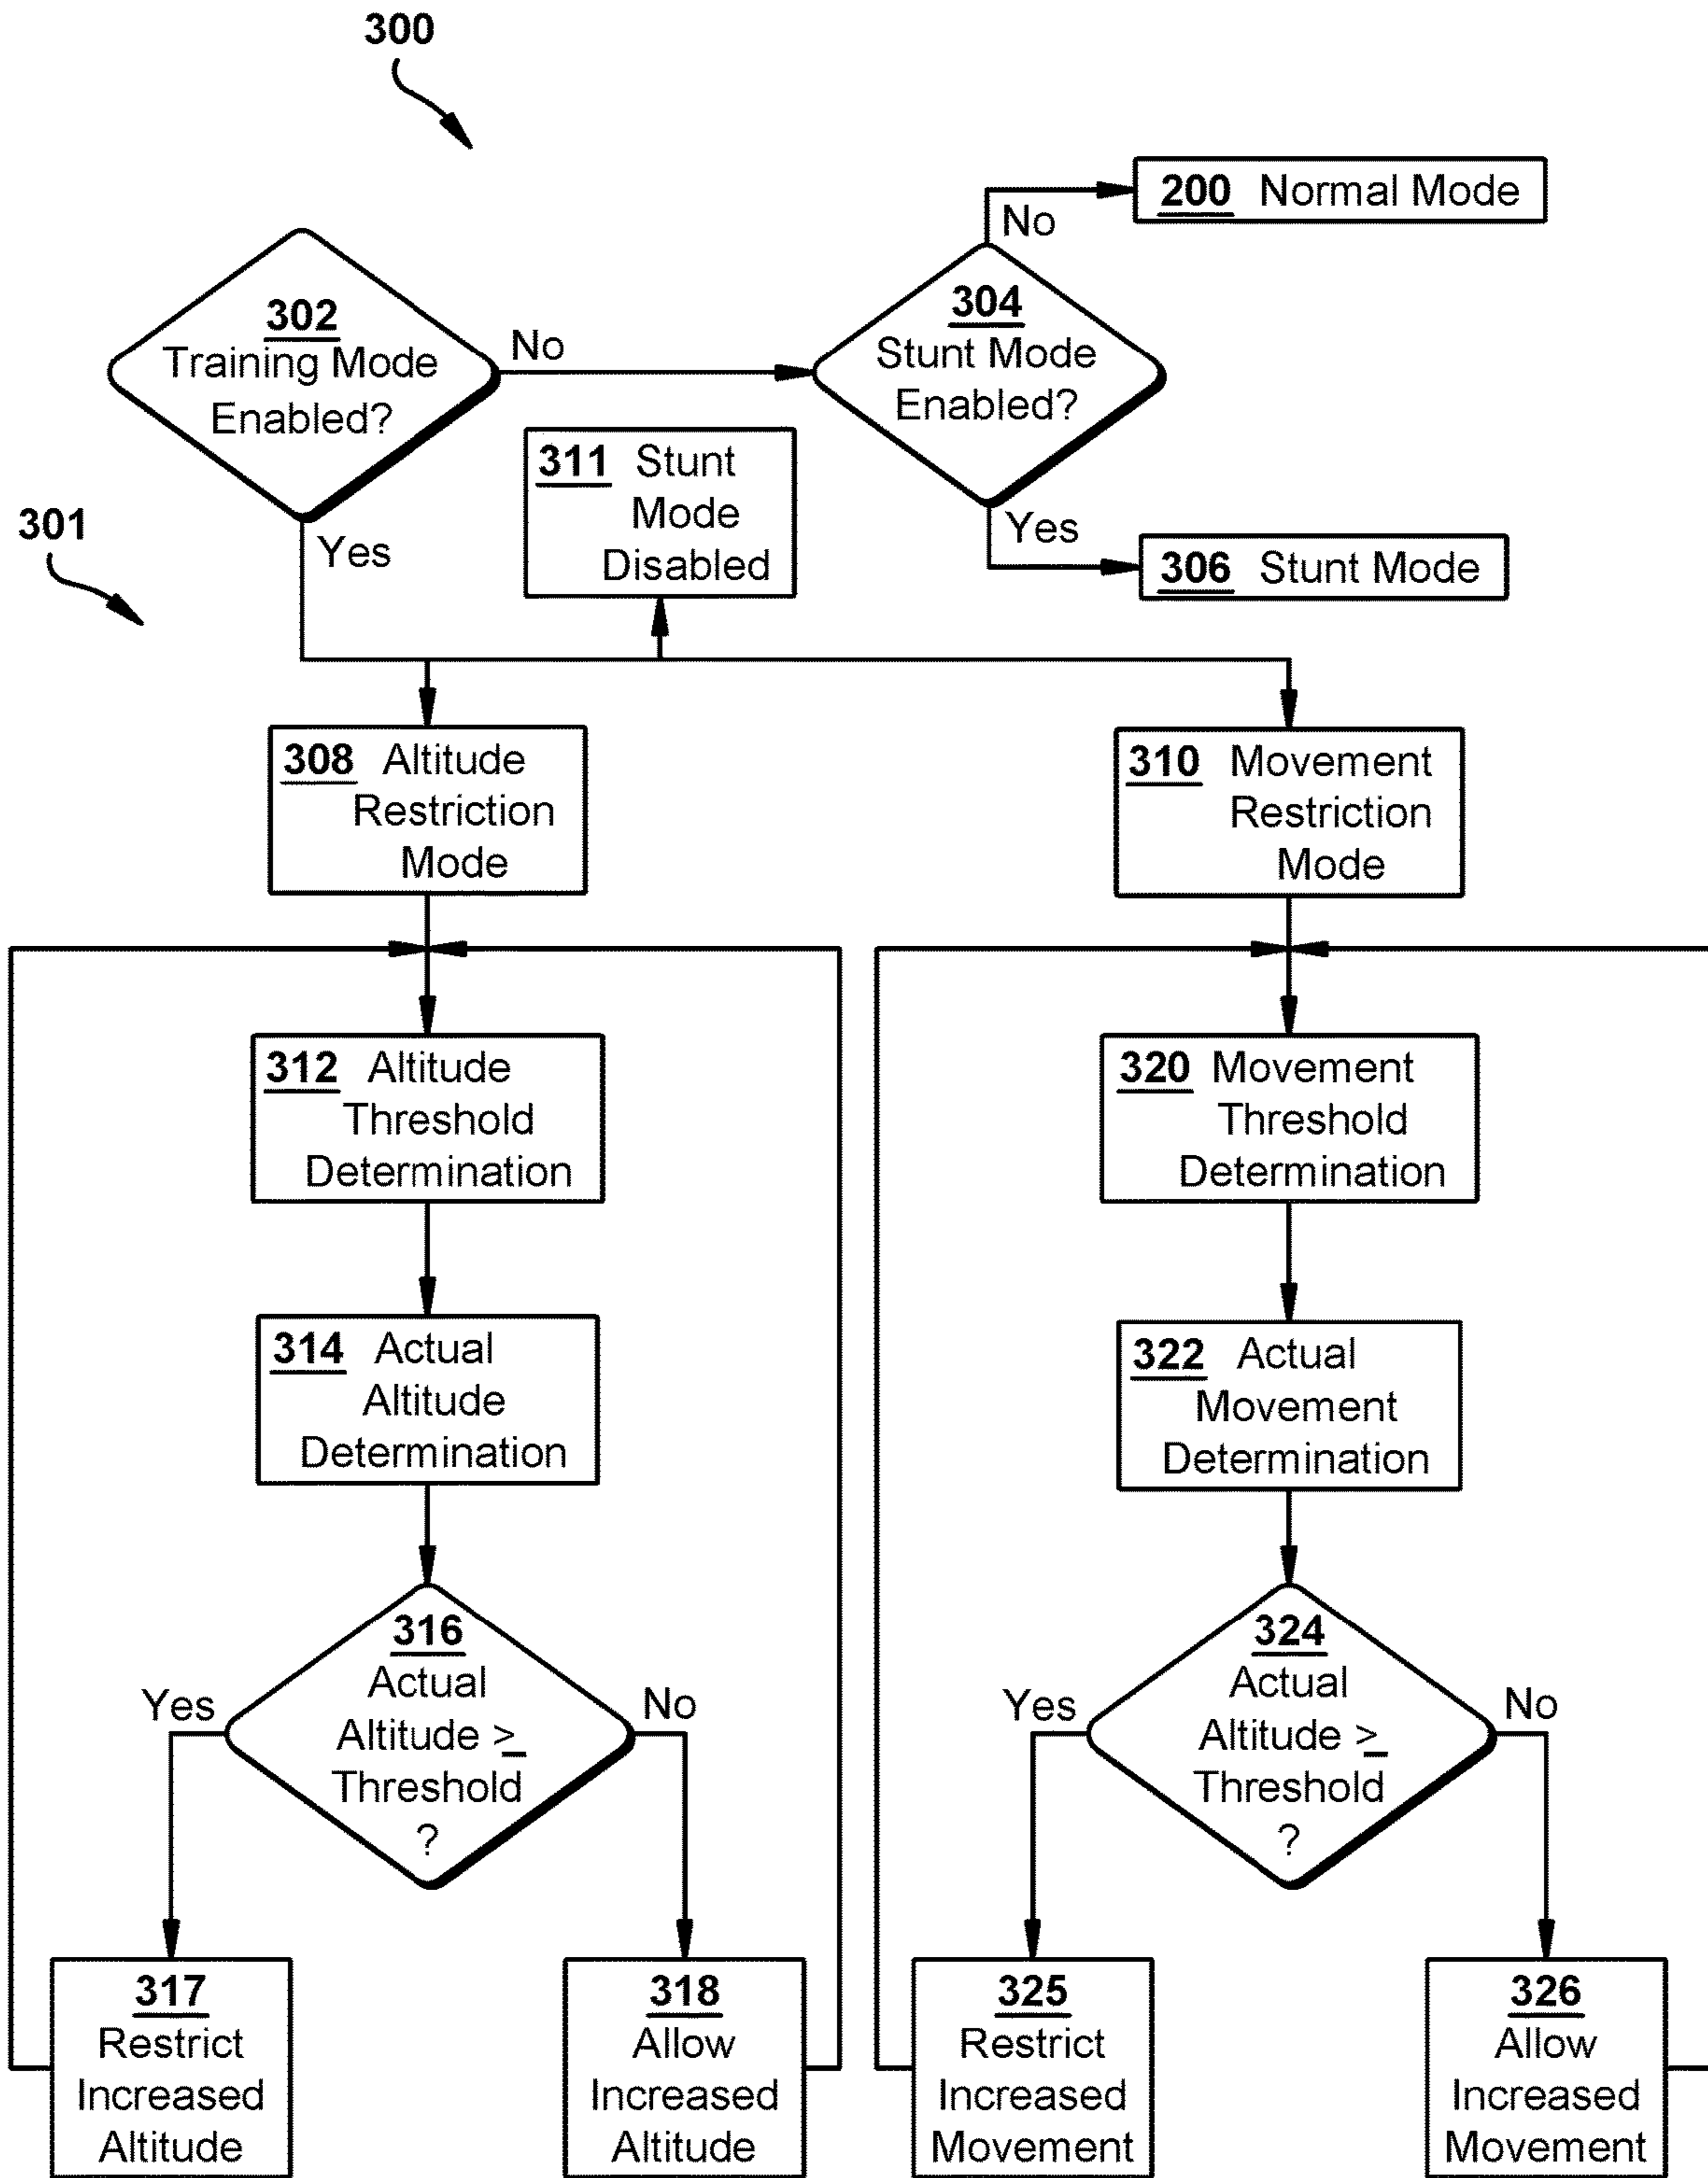 300
200 Normal Mode
No
302
Training Mode
Enabled?
No
304
Stunt Mode
Enabled?
311 Stunt
Mode
Disabled
301
Yes
Yes
306 Stunt Mode
308 Altitude
Restriction
Mode
310 Movement
Restriction
Mode
312 Altitude
Threshold
Determination
320 Movement
Threshold
Determination
314 Actual
Altitude
Determination
322 Actual
Movement
Determination
316
Actual
Altitude ≥
Threshold
?
Yes
No
324
Actual
Altitude ≥
Threshold
?
Yes
No
317
Restrict
Increased
Altitude
318
Allow
Increased
Altitude
325
Restrict
Increased
Movement
326
Allow
Increased
Movement